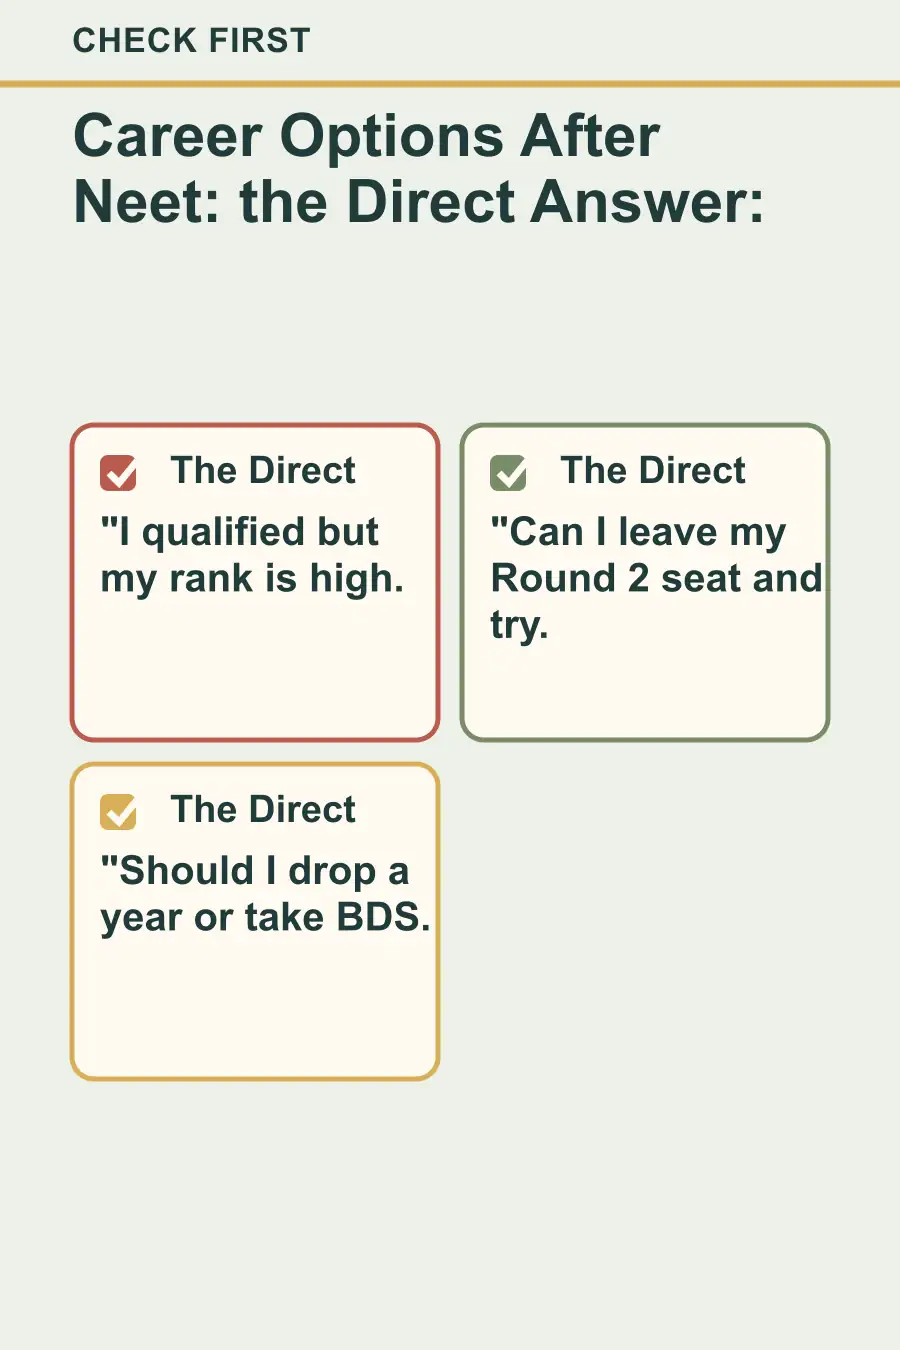 CHECK FIRST
Career Options After
Neet: the Direct Answer:
The Direct
"I qualified but
my rank is high.
The Direct
"Can I leave my
Round 2 seat and
try.
The Direct
"Should I drop a
year or take BDS.